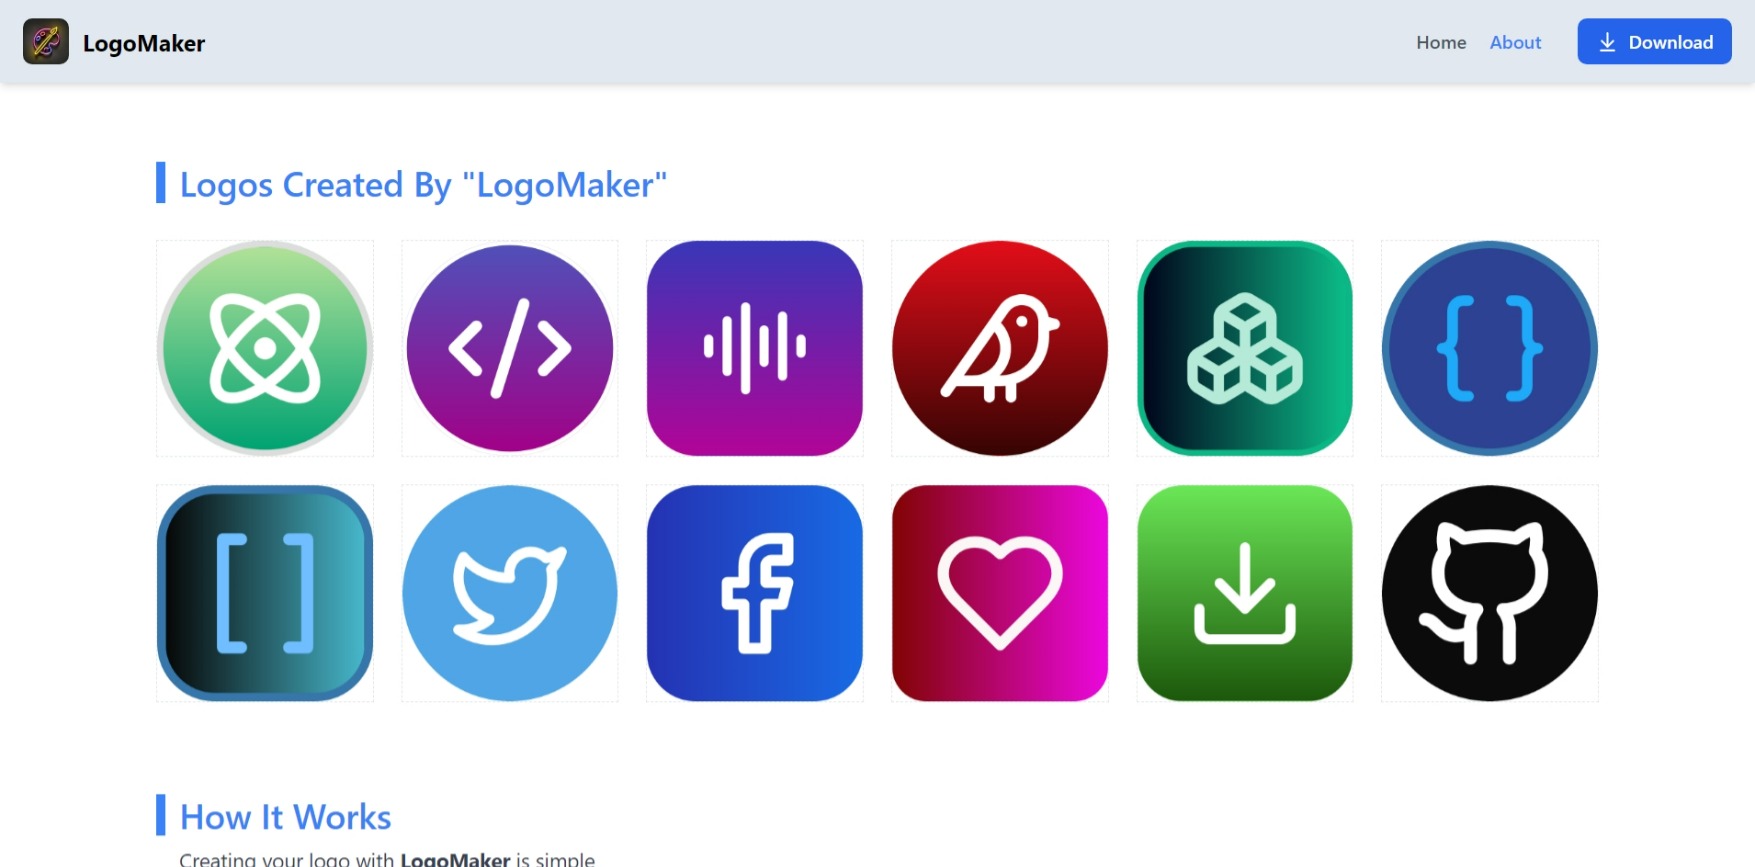 LogoMaker
Home About Download
Logos Created By "LogoMaker"
How It Works
Creating your logo with LogoMaker is simple